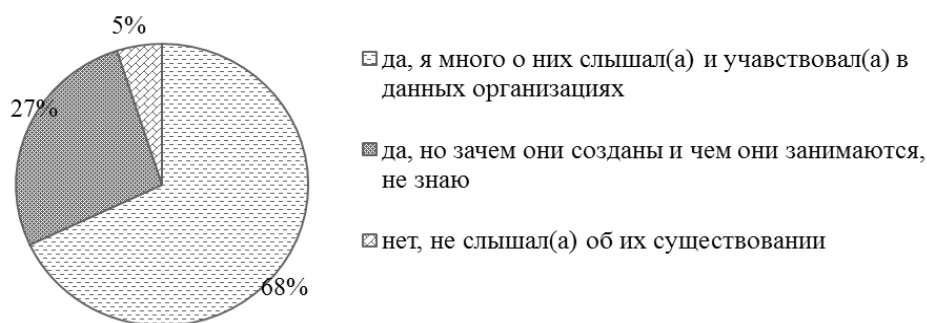 5%
27%
68%
да, я много о них слышал(а) и учавствовал(а) в
данных организациях
да, но зачем они созданы и чем они занимаются,
не знаю
нет, не слышал(а) об их существовании